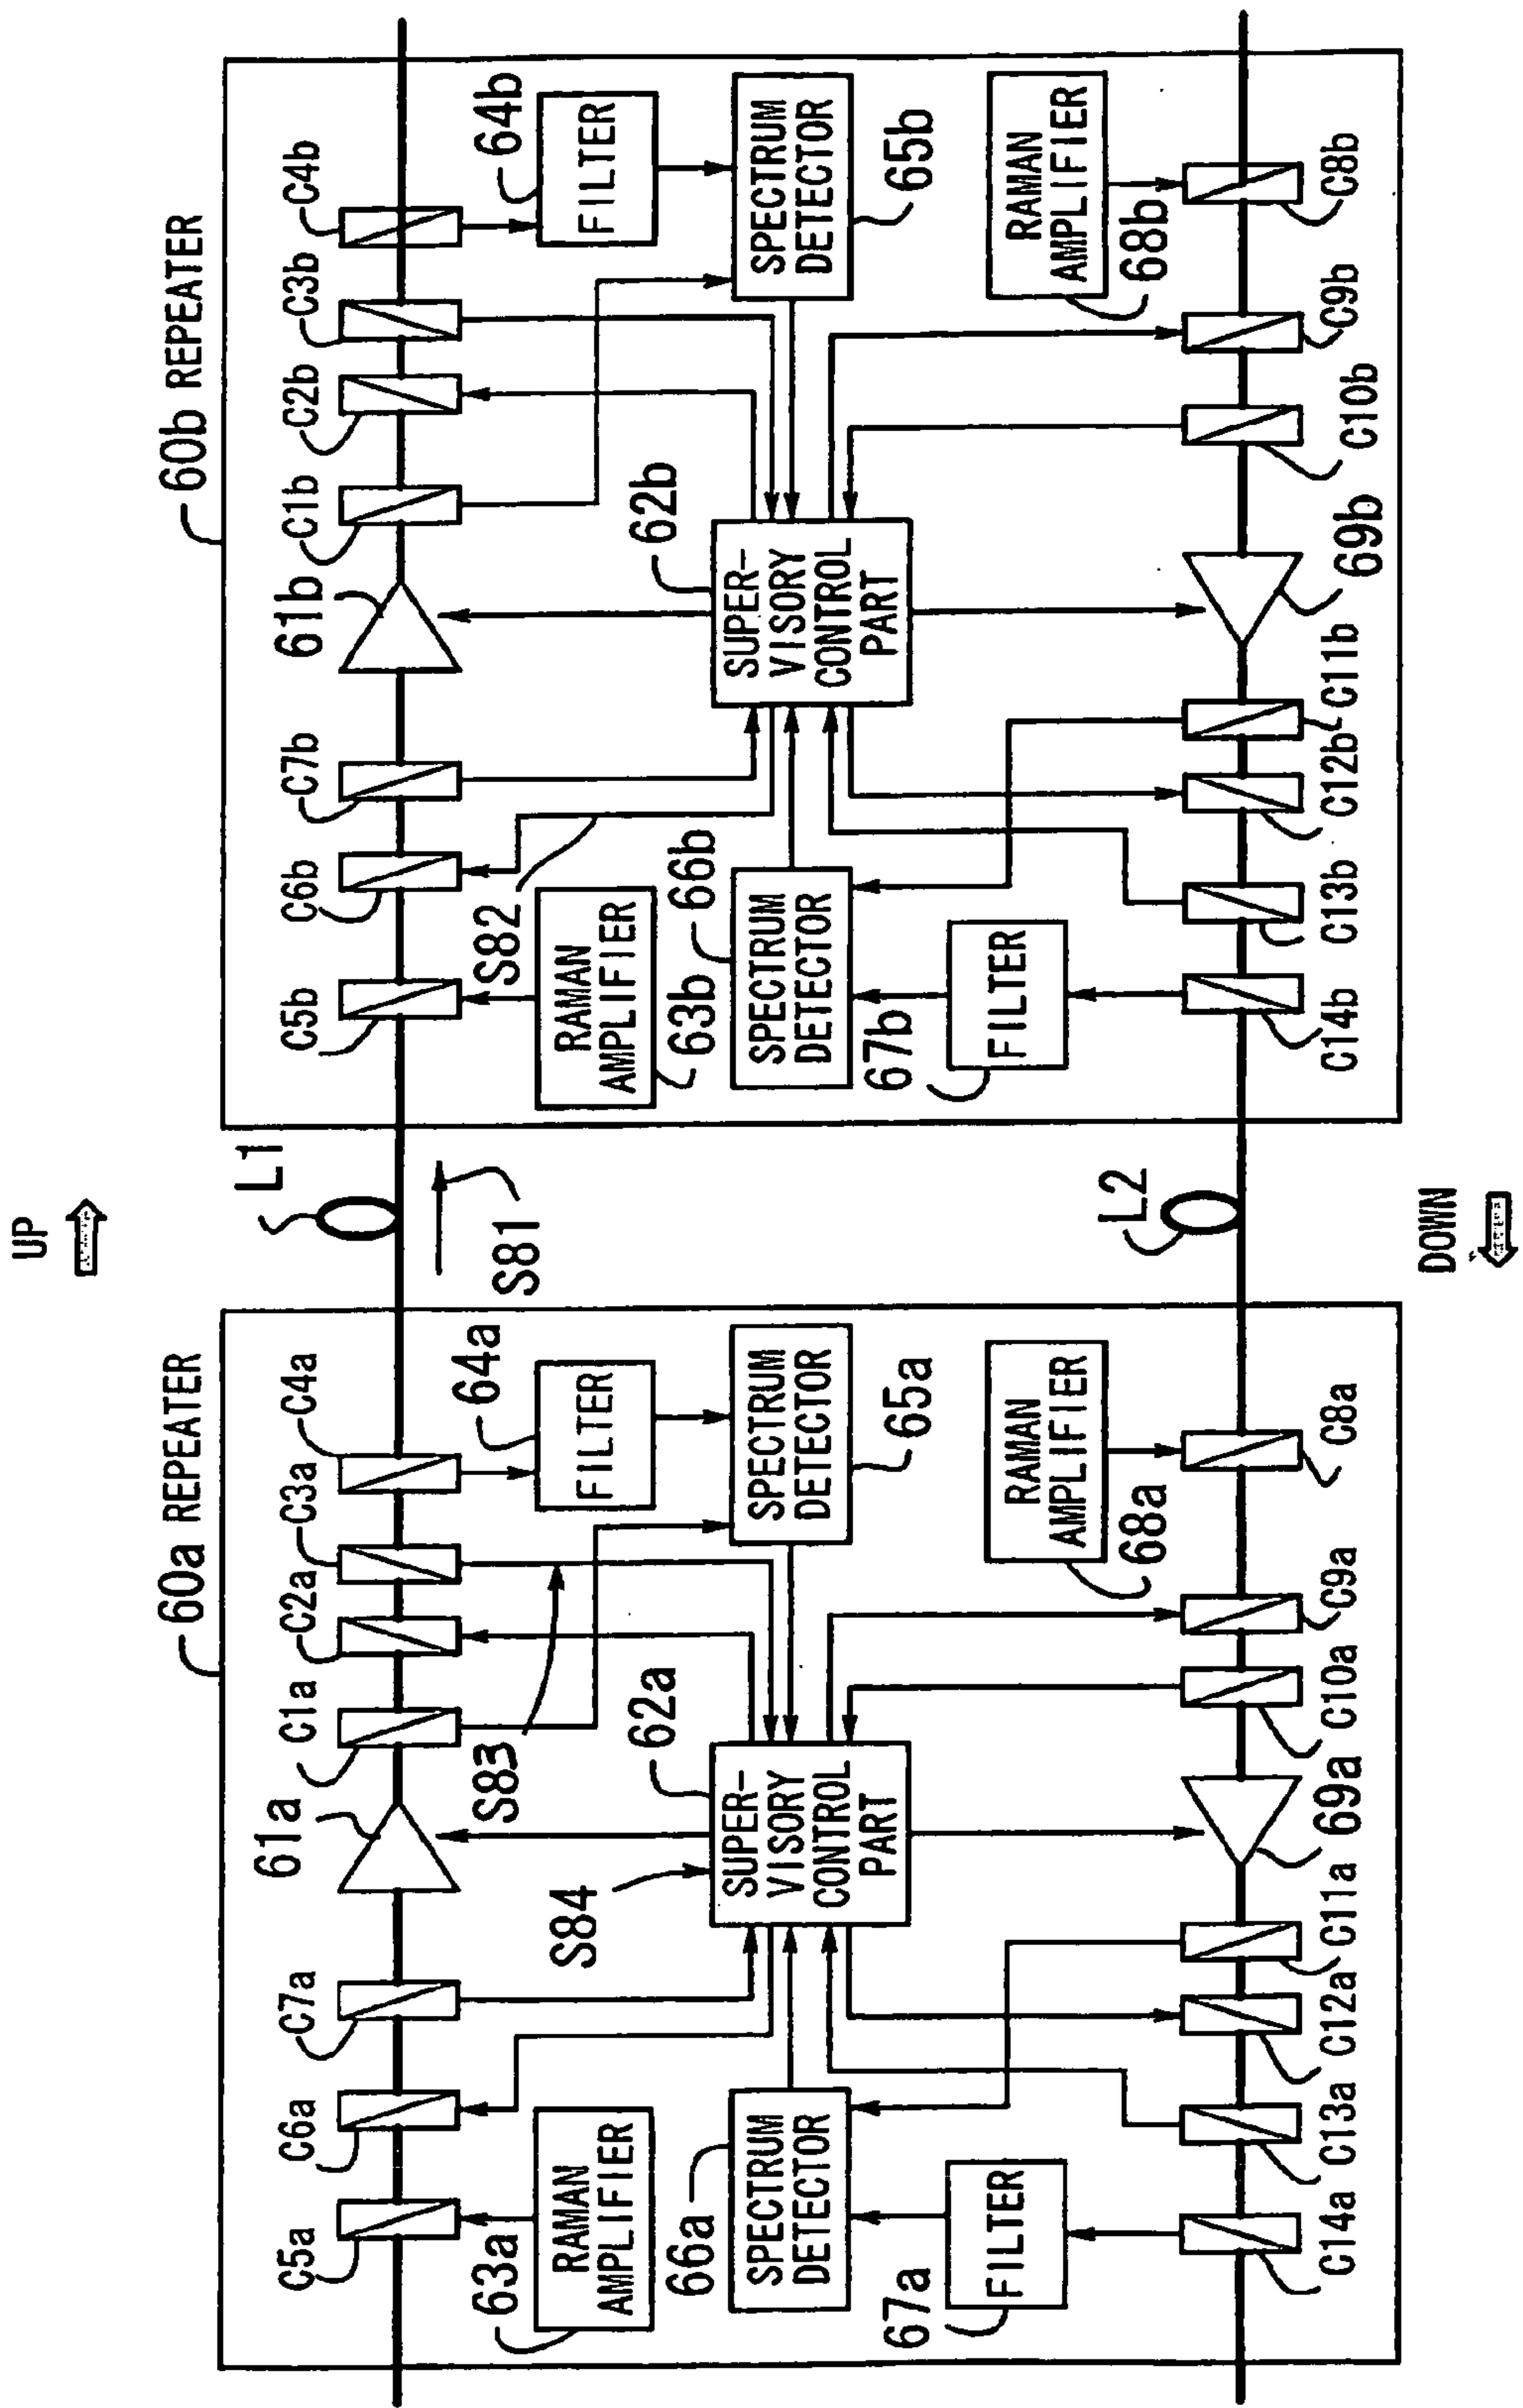 UP
60a REPEATER
C5a
C6a
C7a
61a
C1a
C2a
C3a
C4a
63a
RAMAN
AMPLIFIER
S84
S83
64a
FILTER
66a
SPECTRUM
DETECTOR
62a
SUPER-
VISORY
CONTROL
PART
SPECTRUM
DETECTOR
65a
67a
FILTER
RAMAN
AMPLIFIER
68a
C14a
C13a
C12a
C11a
69a
C10a
C9a
C8a
L1
S81
L2
60b REPEATER
C5b
C6b
C7b
61b
C1b
C2b
C3b
C4b
S82
RAMAN
AMPLIFIER
63b
64b
FILTER
66b
SPECTRUM
DETECTOR
62b
SUPER-
VISORY
CONTROL
PART
SPECTRUM
DETECTOR
65b
67b
FILTER
RAMAN
AMPLIFIER
68b
C14b
C13b
C12b
C11b
69b
C10b
C9b
C8b
DOWN